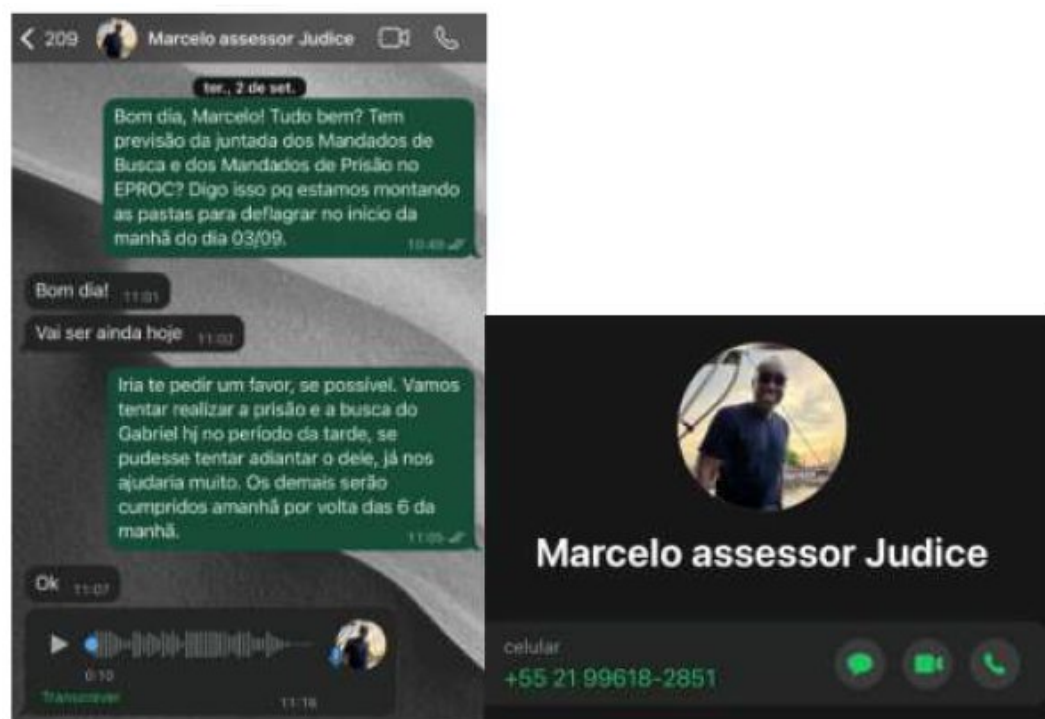 209 Marcelo assessor Judice
ter., 2 de set.
Bom dia, Marcelo! Tudo bem? Tem
previsão da juntada dos Mandados de
Busca e dos Mandados de Prisão no
EPROC? Digo isso pq estamos montando
as pastas para deflagrar no início da
manhã do dia 03/09.
10:49
Bom dia! 11:01
Vai ser ainda hoje 11:02
Iria te pedir um favor, se possível. Vamos
tentar realizar a prisão e a busca do
Gabriel hj no período da tarde, se
pudesse tentar adiantar o dele, já nos
ajudaria muito. Os demais serão
cumpridos amanhã por volta das 6 da
manhã.
11:05
Ok 11:07
0:10
Transcrever
11:16
Marcelo assessor Judice
celular
+55 21 99618-2851